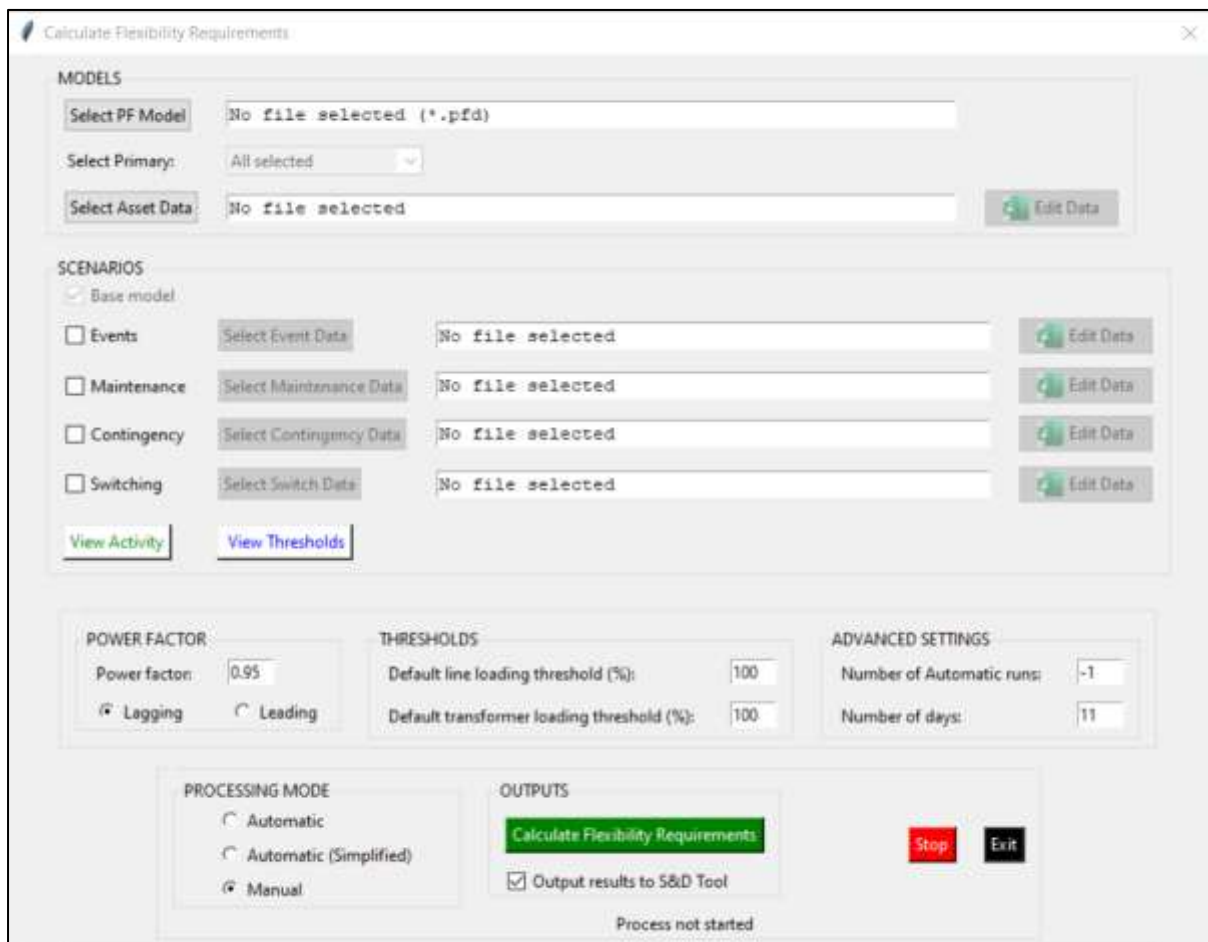 Calculate Flexibility Requirements
MODELS
Select PF Model No file selected (*.pfd)
Select Primary: All selected
Select Asset Data No file selected Edit Data
SCENARIOS
Base model
Events Select Event Data No file selected Edit Data
Maintenance Select Maintenance Data No file selected Edit Data
Contingency Select Contingency Data No file selected Edit Data
Switching Select Switch Data No file selected Edit Data
View Activity View Thresholds
POWER FACTOR THRESHOLDS ADVANCED SETTINGS
Power factor: 0.95 Default line loading threshold (%): 100 Number of Automatic runs: -1
Lagging Leading Default transformer loading threshold (%): 100 Number of days: 11
PROCESSING MODE OUTPUTS
Automatic
Calculate Flexibility Requirements Stop Exit
Automatic (Simplified)
Manual Output results to S&D Tool
Process not started